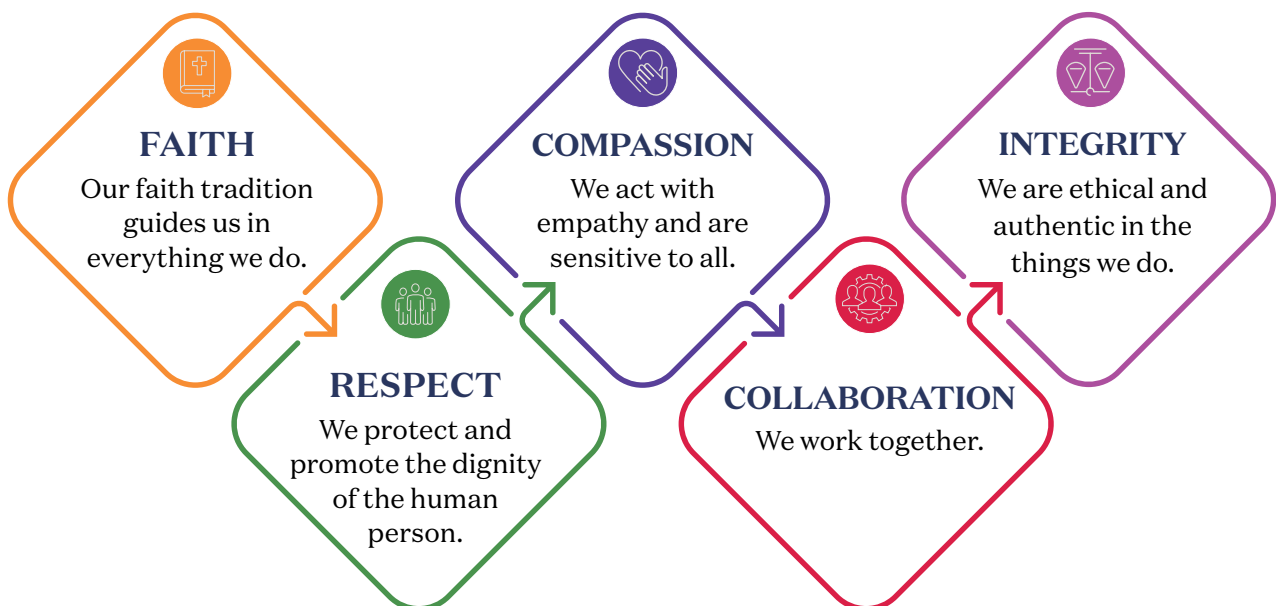 FAITH
Our faith tradition
guides us in
everything we do.
RESPECT
We protect and
promote the dignity
of the human
person.
COMPASSION
We act with
empathy and are
sensitive to all.
COLLABORATION
We work together.
INTEGRITY
We are ethical and
authentic in the
things we do.